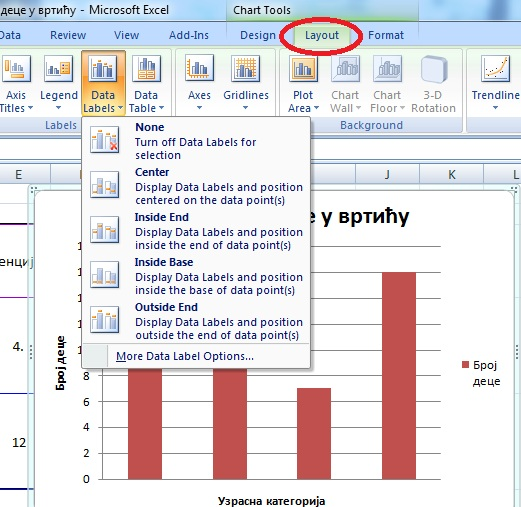 деце у вртићу - Microsoft Excel
Chart Tools
Data Review View Add-Ins Design Layout Format
Axis Titles Legend Data Labels Data Table Axes Gridlines Plot Area Chart Wall Chart Floor 3-D Rotation Trendline
Labels Background
None
Turn off Data Labels for
selection
Center
Display Data Labels and position
centered on the data point(s)
Inside End
Display Data Labels and position
inside the end of data point(s)
Inside Base
Display Data Labels and position
inside the base of data point(s)
Outside End
Display Data Labels and position
outside the end of data point(s)
More Data Label Options...
E J K L
у вртићу
4.
12
Број деце
8
6
4
2
0
Број
деце
Узрасна категорија